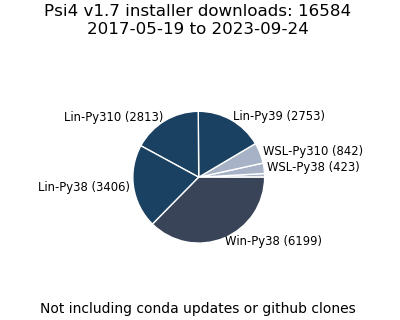 Psi4 v1.7 installer downloads: 16584
2017-05-19 to 2023-09-24
Lin-Py310 (2813)
Lin-Py39 (2753)
WSL-Py310 (842)
WSL-Py38 (423)
Lin-Py38 (3406)
Win-Py38 (6199)
Not including conda updates or github clones